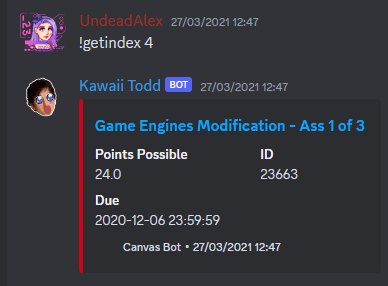 UndeadAlex 27/03/2021 12:47
!getindex 4
Kawaii Todd BOT 27/03/2021 12:47
Game Engines Modification - Ass 1 of 3
Points Possible ID
24.0 23663
Due
2020-12-06 23:59:59
Canvas Bot • 27/03/2021 12:47